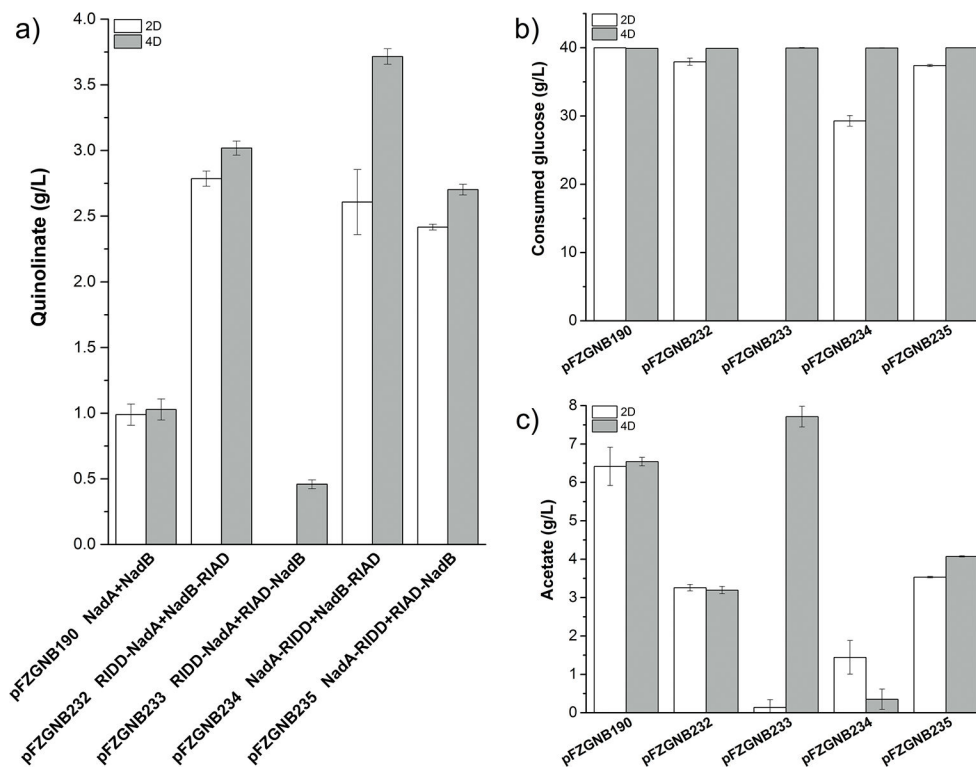 a)
2D
4D
4.0
3.5
3.0
2.5
2.0
1.5
1.0
0.5
0.0
Quinolinate (g/L)
pFZGNB190 NadA+NadB
pFZGNB232 RIDD-NadA+NadB-RIAD
pFZGNB233 RIDD-NadA+RIAD-NadB
pFZGNB234 NadA-RIDD+NadB-RIAD
pFZGNB235 NadA-RIDD+RIAD-NadB
b)
2D
4D
40
30
20
10
0
Consumed glucose (g/L)
pFZGNB190
pFZGNB232
pFZGNB233
pFZGNB234
pFZGNB235
c)
2D
4D
8
7
6
5
4
3
2
1
0
Acetate (g/L)
pFZGNB190
pFZGNB232
pFZGNB233
pFZGNB234
pFZGNB235